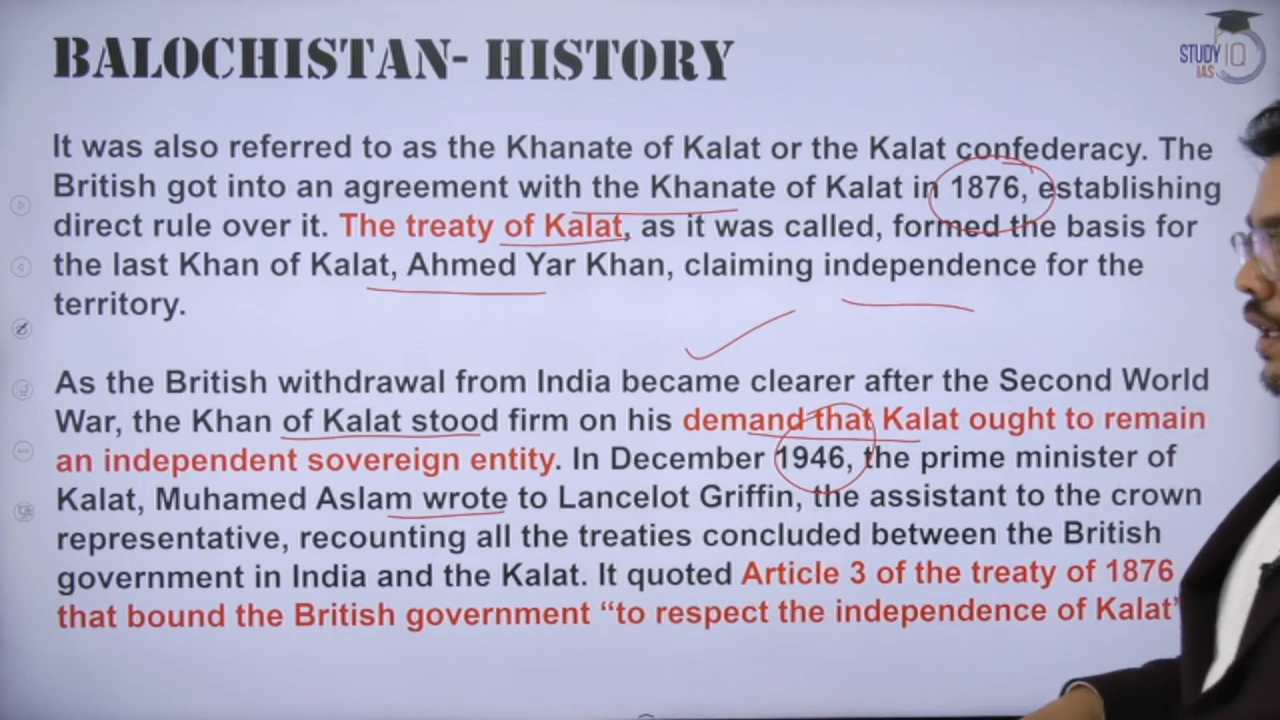 BALOCHISTAN- HISTORY
STUDY IQ
IAS
It was also referred to as the Khanate of Kalat or the Kalat confederacy. The
British got into an agreement with the Khanate of Kalat in 1876, establishing
direct rule over it. The treaty of Kalat, as it was called, formed the basis for
the last Khan of Kalat, Ahmed Yar Khan, claiming independence for the
territory.
As the British withdrawal from India became clearer after the Second World
War, the Khan of Kalat stood firm on his demand that Kalat ought to remain
an independent sovereign entity. In December 1946, the prime minister of
Kalat, Muhamed Aslam wrote to Lancelot Griffin, the assistant to the crown
representative, recounting all the treaties concluded between the British
government in India and the Kalat. It quoted Article 3 of the treaty of 1876
that bound the British government “to respect the independence of Kalat’